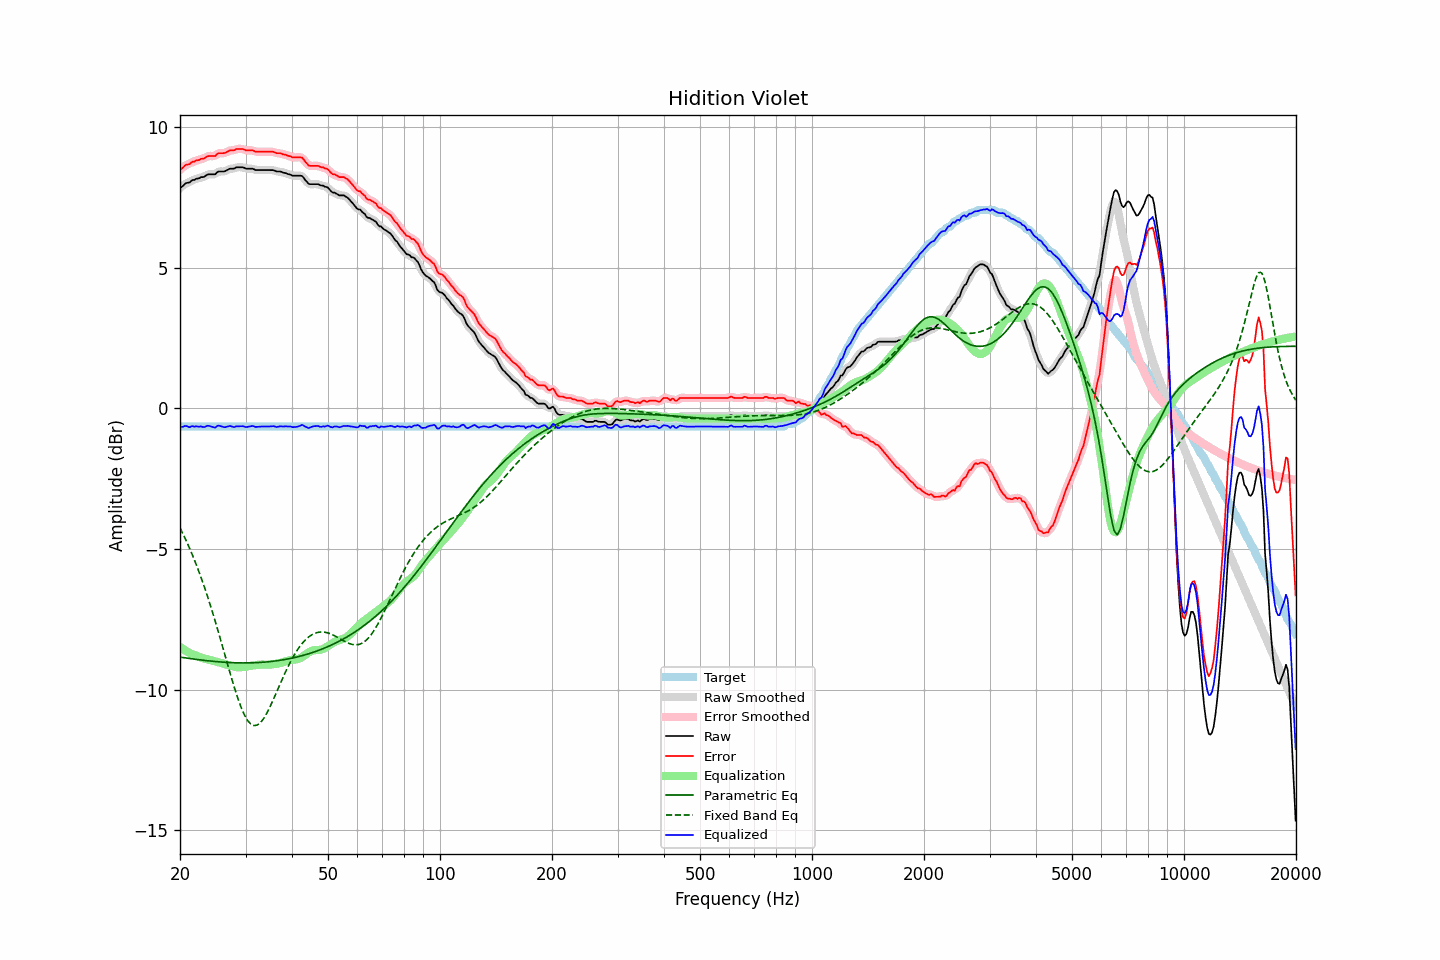 Hidition Violet
Amplitude (dBr)
10
5
0
−5
−10
−15
Target
Raw Smoothed
Error Smoothed
Raw
Error
Equalization
Parametric Eq
Fixed Band Eq
Equalized
20 50 100 200 500 1000 2000 5000 10000 20000
Frequency (Hz)